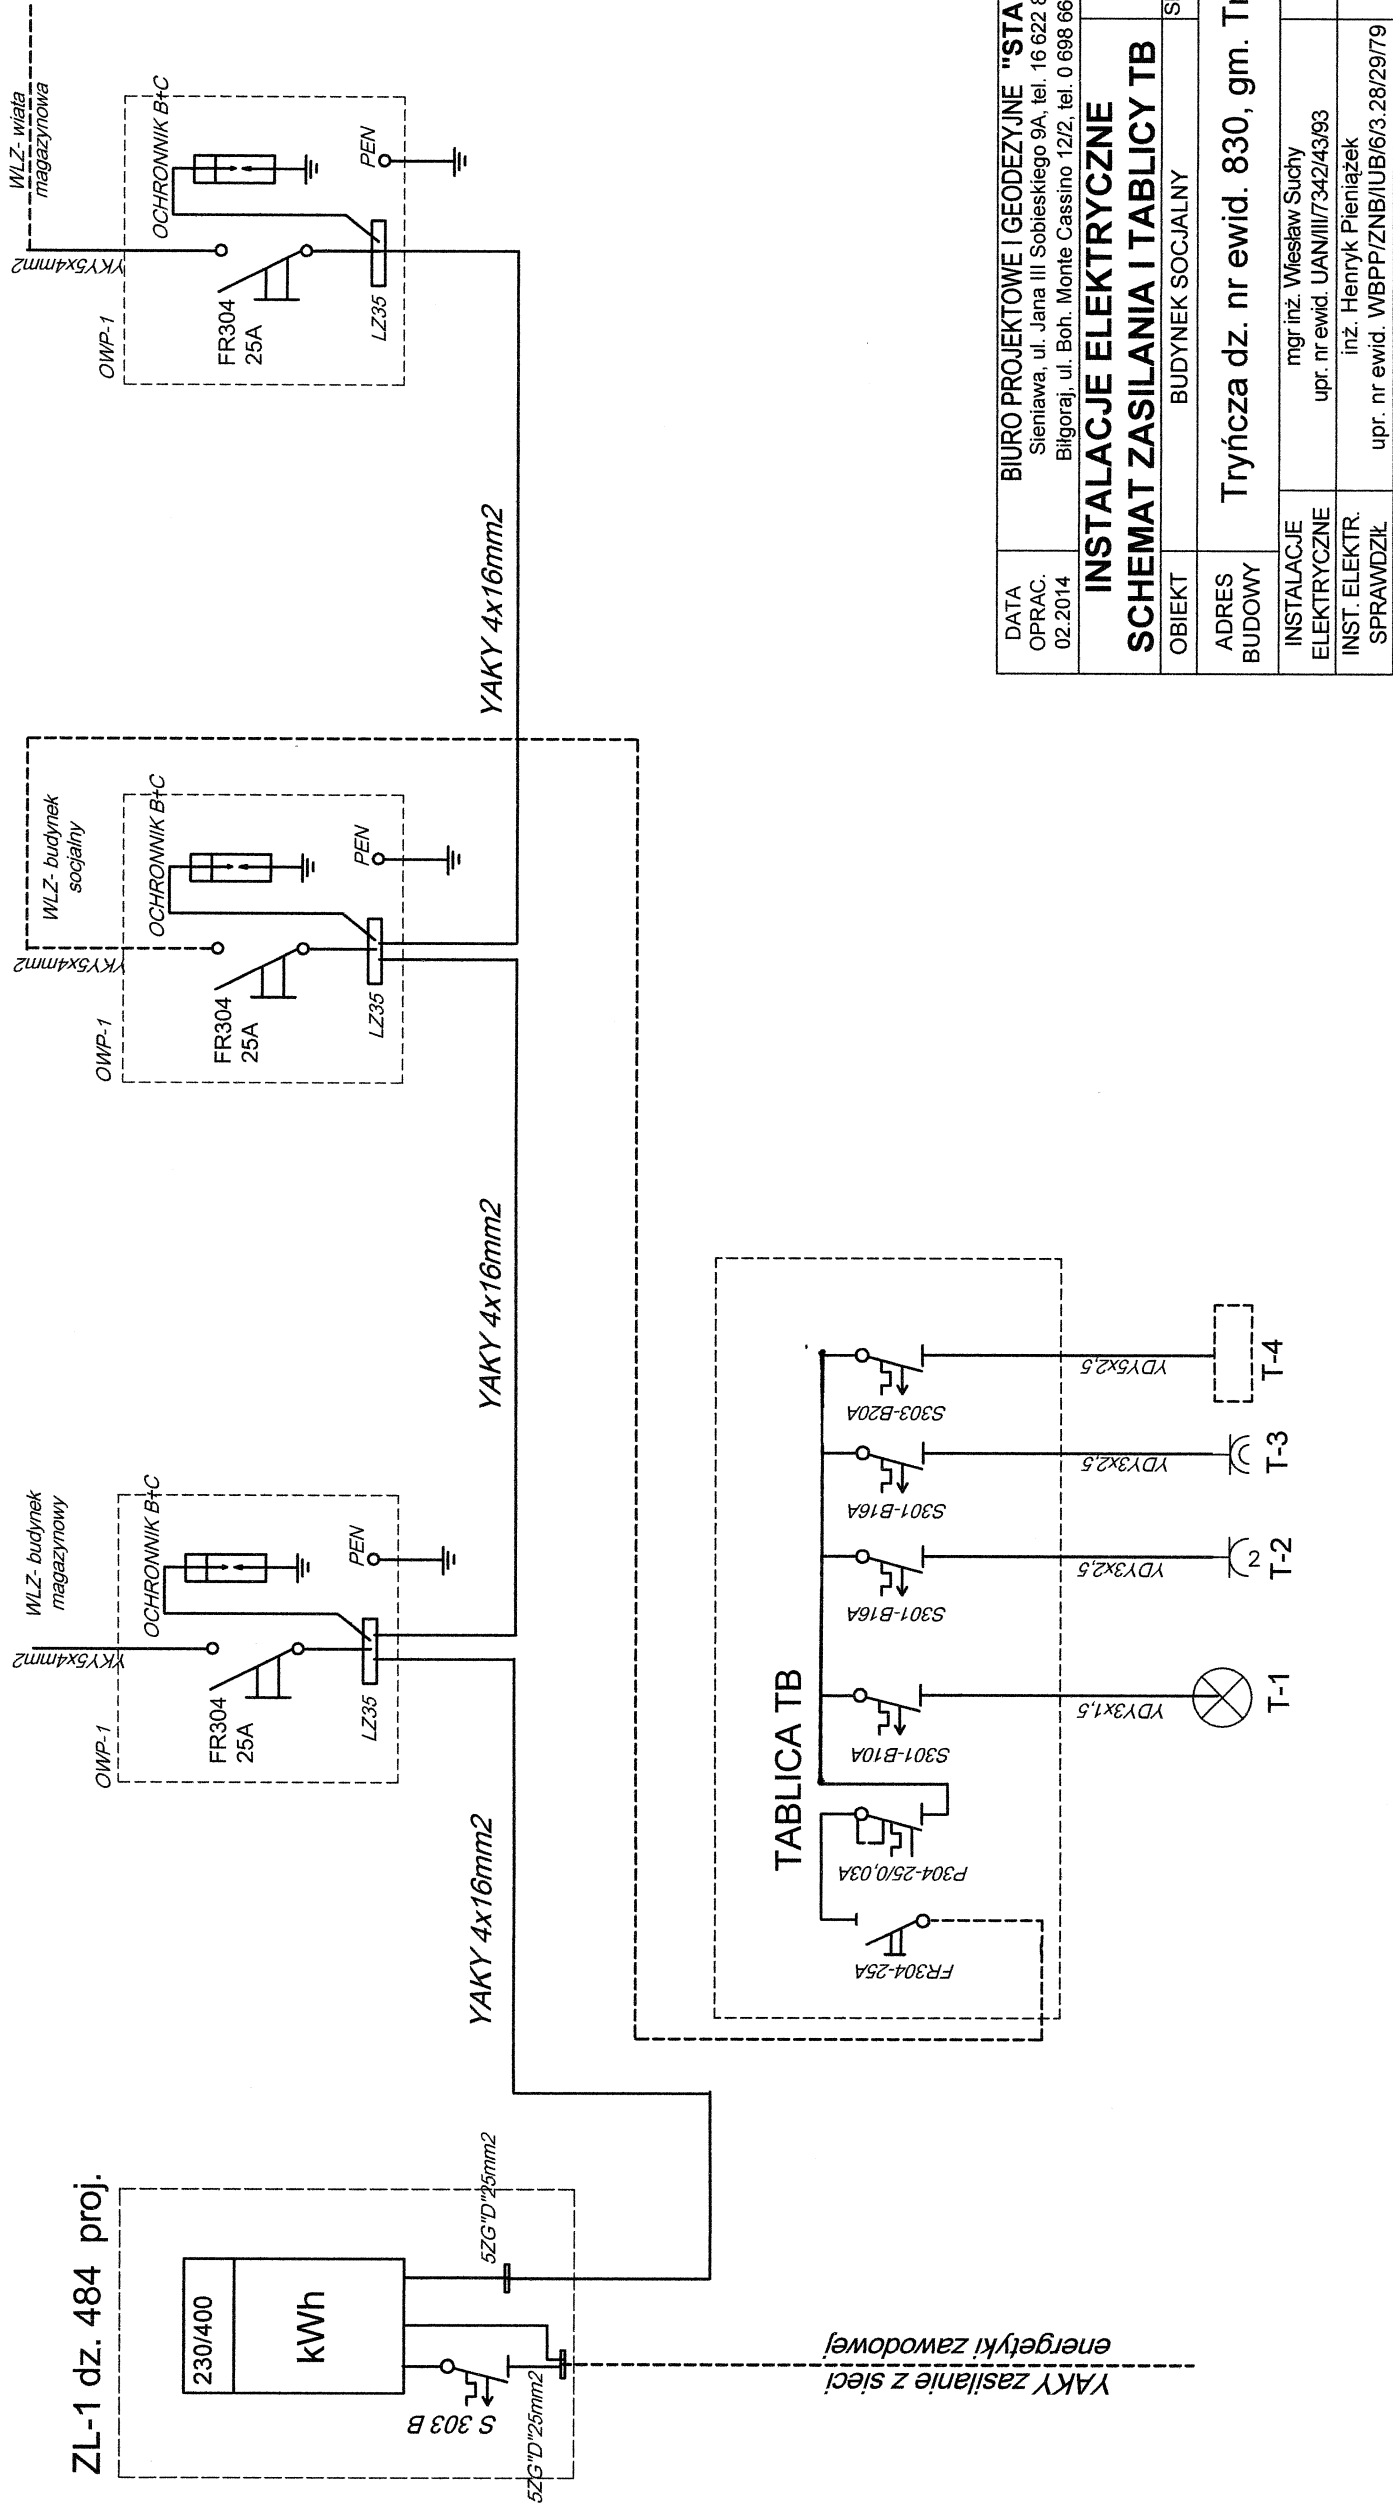 ZL-1 dz. 484 proj.
230/400
kWh
S 303 B
5ZG"D"25mm2
5ZG"D"25mm2
YAKY zasilanie z sieci
energetyki zawodowej
YAKY 4x16mm2
WLZ- budynek
magazynowy
YKY5x4mm2
OWP-1
OCHRONNIK B+C
FR304
25A
LZ35
PEN
YAKY 4x16mm2
WLZ- budynek
socjalny
YKY5x4mm2
OWP-1
OCHRONNIK B+C
FR304
25A
LZ35
PEN
YAKY 4x16mm2
WLZ- wiata
magazynowa
YKY5x4mm2
OWP-1
OCHRONNIK B+C
FR304
25A
LZ35
PEN
TABLICA TB
FR304-25A
P304-25/0,03A
S301-B10A
S301-B16A
S301-B16A
S303-B20A
YDY3x1,5
YDY3x2,5
YDY3x2,5
YDY5x2,5
2
T-1
T-2
T-3
T-4
DATA
OPRAC.
02.2014
BIURO PROJEKTOWE I GEODEZYJNE "STA
Sieniawa, ul. Jana III Sobieskiego 9A, tel. 16 622 8
Biłgoraj, ul. Boh. Monte Cassino 12/2, tel. 0 698 66
INSTALACJE ELEKTRYCZNE
SCHEMAT ZASILANIA I TABLICY TB
OBIEKT
BUDYNEK SOCJALNY
ADRES
BUDOWY
Tryńcza dz. nr ewid. 830, gm.
INSTALACJE
ELEKTRYCZNE
mgr inż. Wiesław Suchy
upr. nr ewid. UAN/III/7342/43/93
INST. ELEKTR.
SPRAWDZIŁ
inż. Henryk Pieniążek
upr. nr ewid. WBPP/ZNB/IUB/6/3.28/29/79